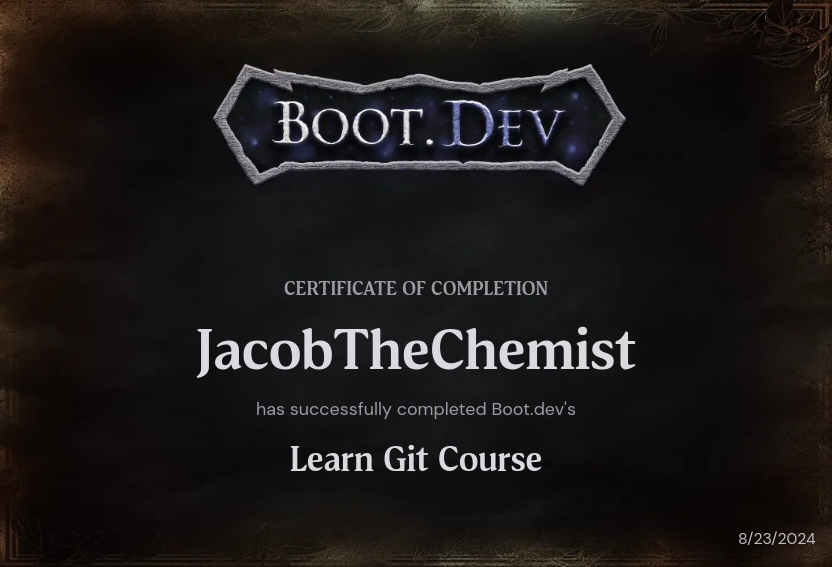 BOOT.DEV
CERTIFICATE OF COMPLETION
JacobTheChemist
has successfully completed Boot.dev's
Learn Git Course
8/23/2024